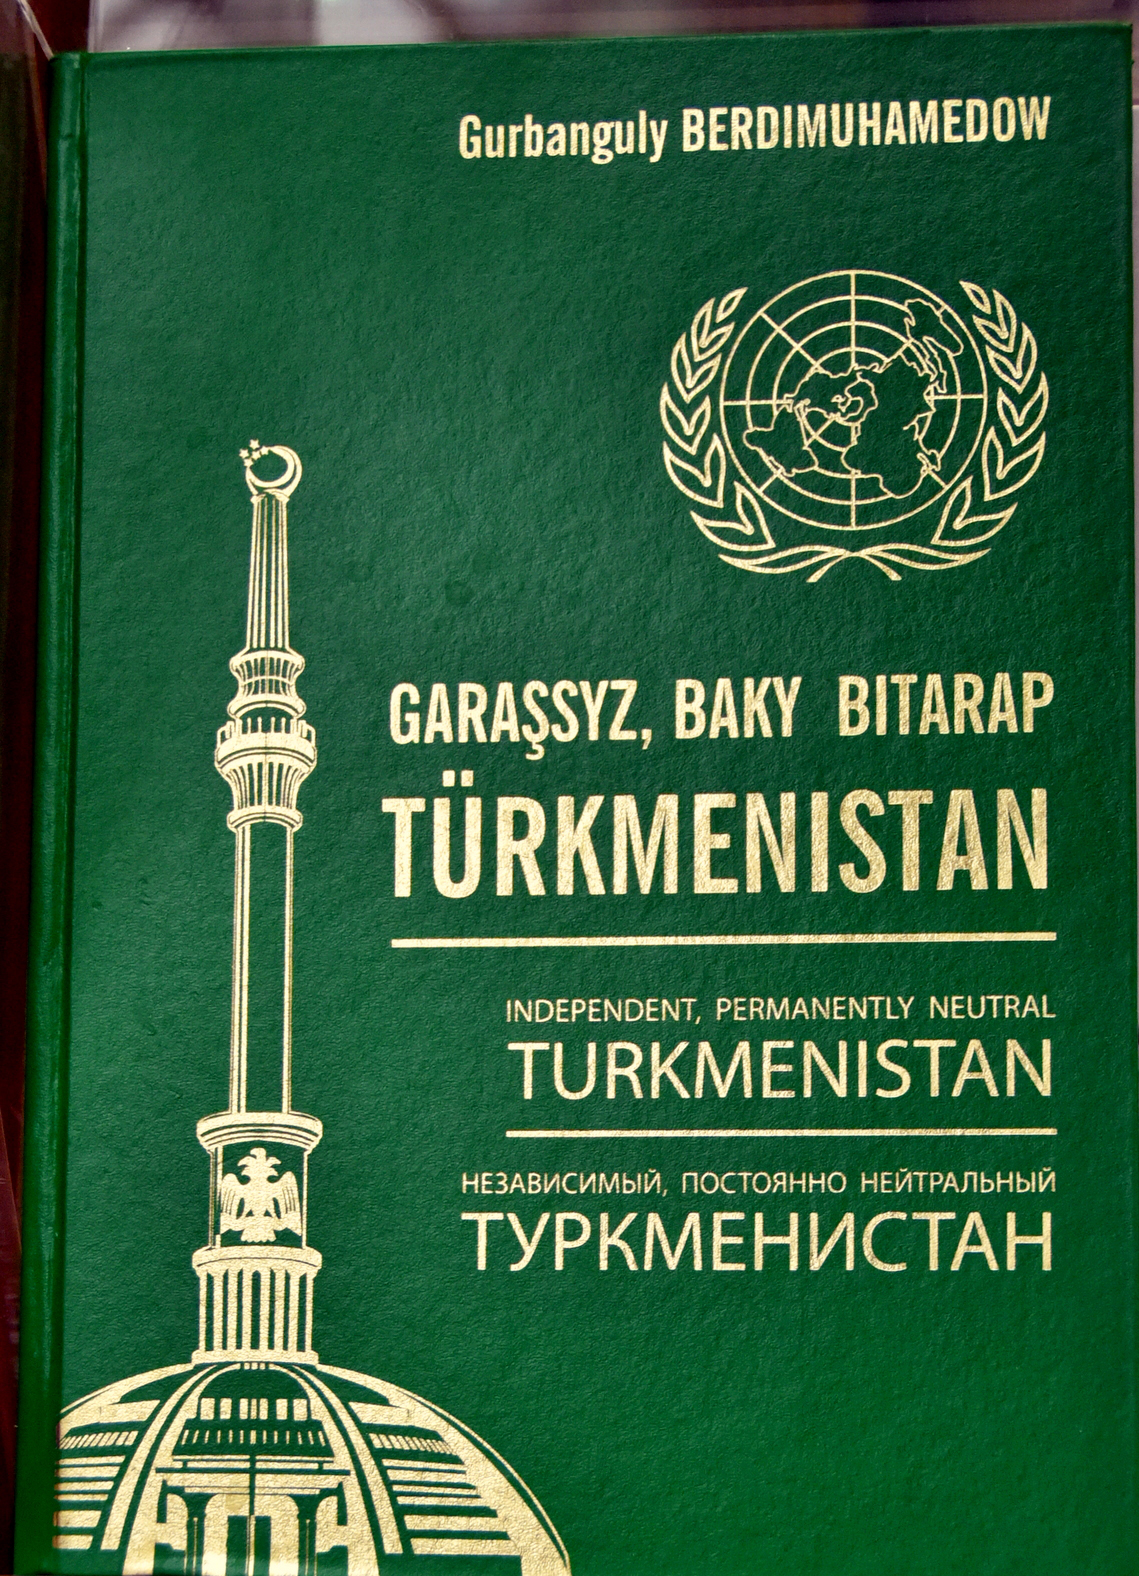 Gurbanguly BERDIMUHAMEDOW
GARAŞSYZ, BAKY BITARAP
TÜRKMENISTAN
INDEPENDENT, PERMANENTLY NEUTRAL
TURKMENISTAN
НЕЗАВИСИМЫЙ, ПОСТОЯННО НЕЙТРАЛЬНЫЙ
ТУРКМЕНИСТАН